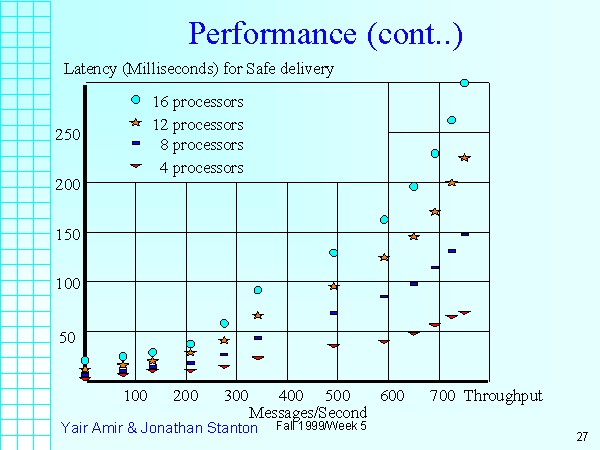 Performance (cont..)
Latency (Milliseconds) for Safe delivery
16 processors
12 processors
8 processors
4 processors
250
200
150
100
50
100 200 300 400 500 600 700 Throughput
Messages/Second
Yair Amir & Jonathan Stanton Fall 1999/Week 5
27